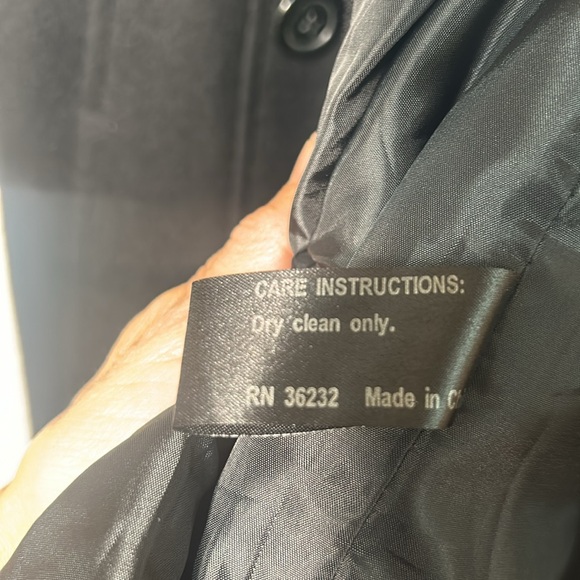 CARE INSTRUCTIONS:
Dry clean only.
RN 36232 Made in